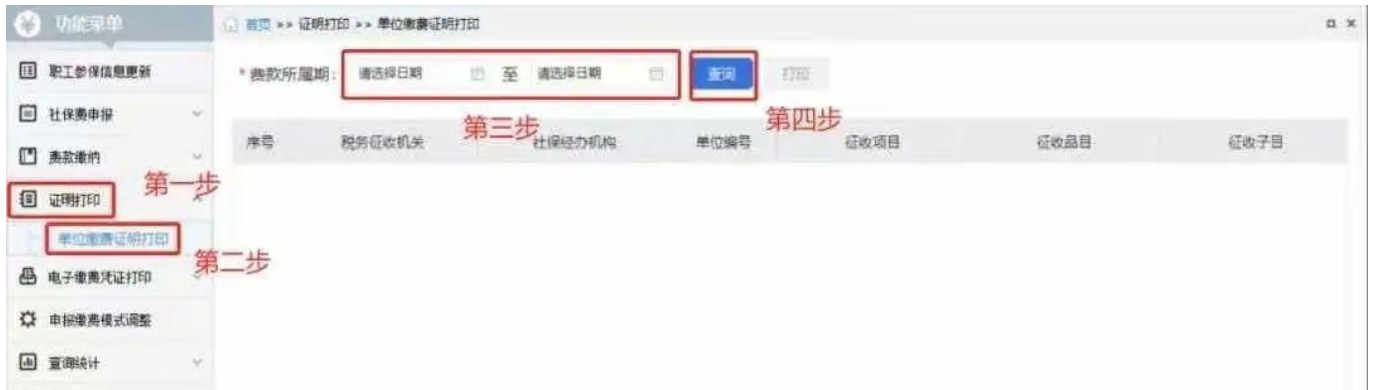 功能菜单
首页 >> 证明打印 >> 单位缴费证明打印
职工参保信息更新
* 费款所属期: 请选择日期 至 请选择日期 查询 打印
社保费申报
第三步
第四步
序号 税务征收机关 社保经办机构 单位编号 征收项目 征收品目 征收子目
费款缴纳
第一步
证明打印
单位缴费证明打印
第二步
电子缴费凭证打印
申报缴费模式调整
查询统计